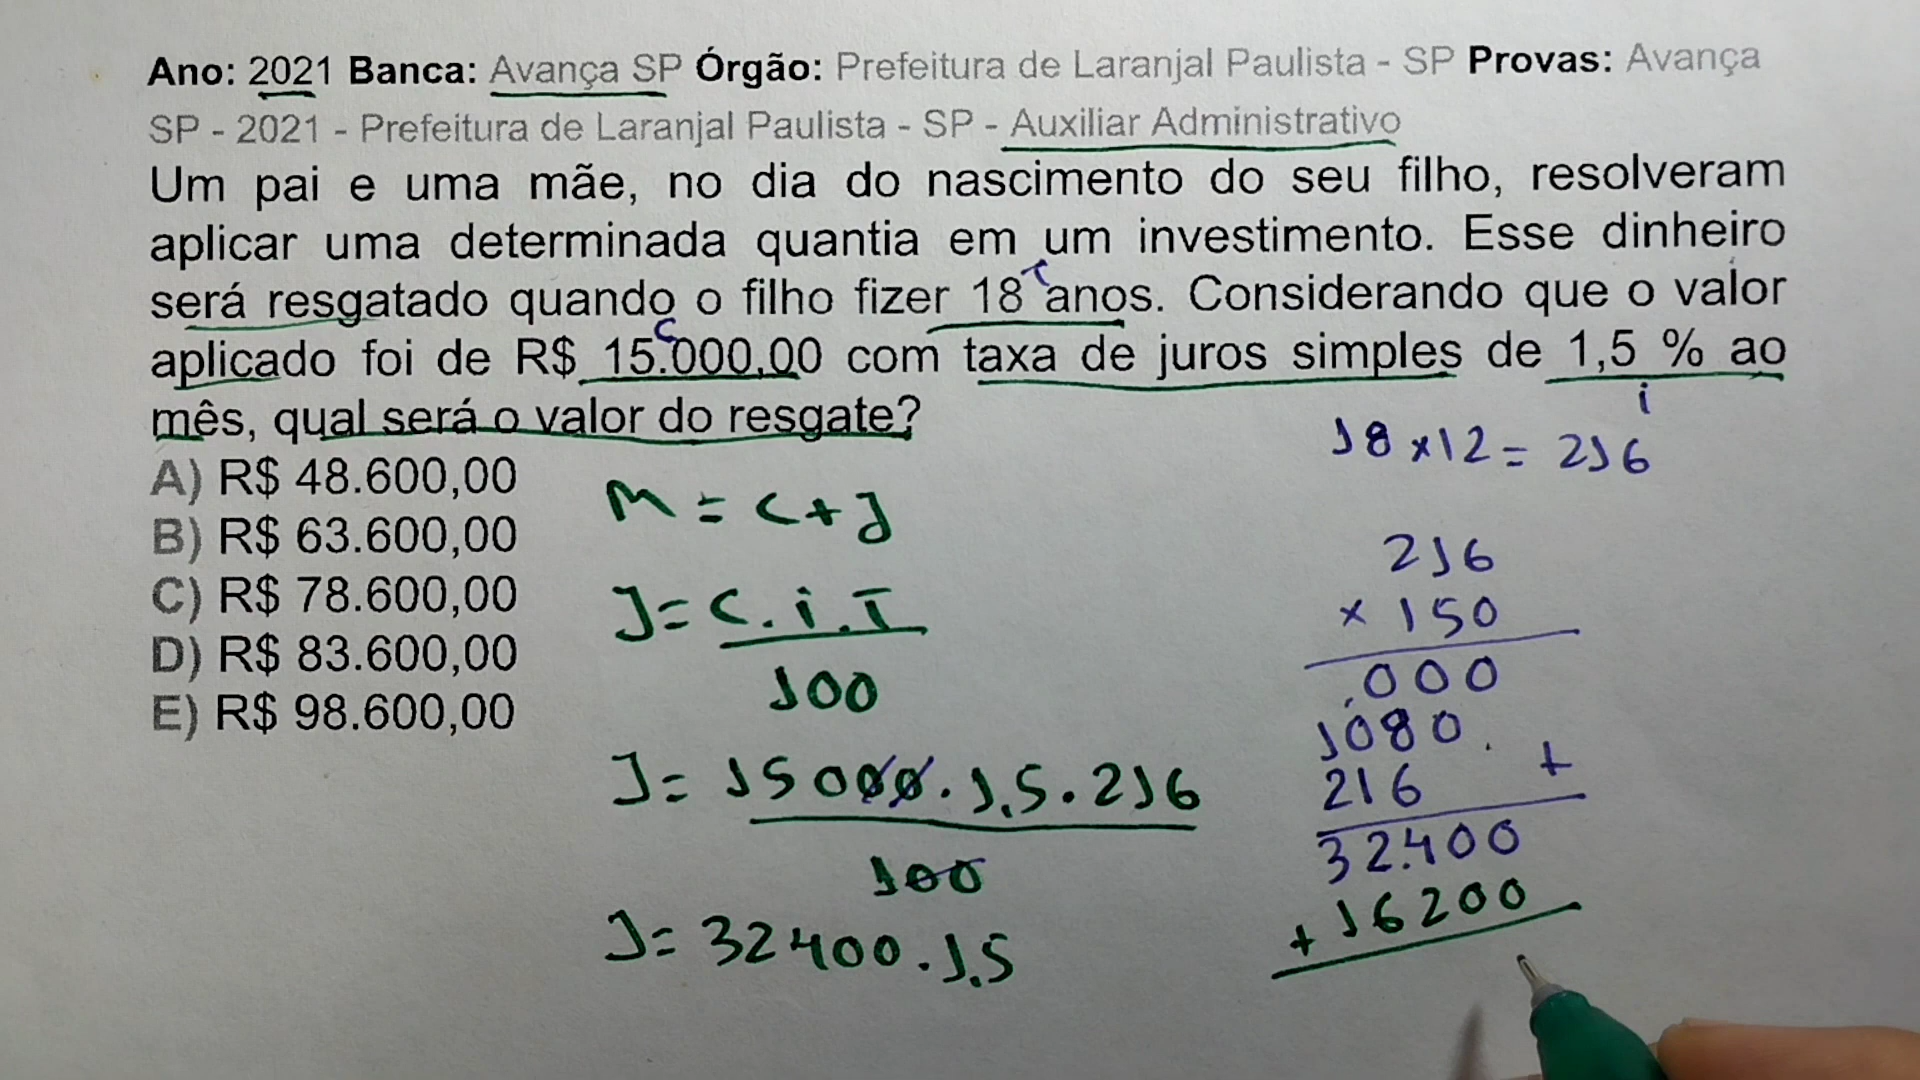 Ano: 2021 Banca: Avança SP Órgão: Prefeitura de Laranjal Paulista - SP Provas: Avança
SP - 2021 - Prefeitura de Laranjal Paulista - SP - Auxiliar Administrativo
Um pai e uma mãe, no dia do nascimento do seu filho, resolveram
aplicar uma determinada quantia em um investimento. Esse dinheiro
será resgatado quando o filho fizer 18 anos. Considerando que o valor
T
aplicado foi de R$ 15.000,00 com taxa de juros simples de 1,5 % ao
C
i
mês, qual será o valor do resgate?
A) R$ 48.600,00
B) R$ 63.600,00
C) R$ 78.600,00
D) R$ 83.600,00
E) R$ 98.600,00
M = C + J
J = C.i.T
100
J = 15000.1,5.216
100
J = 32400.1,5
18 x 12 = 216
216
x 150
000
1080.
216 +
32.400
+ 16200